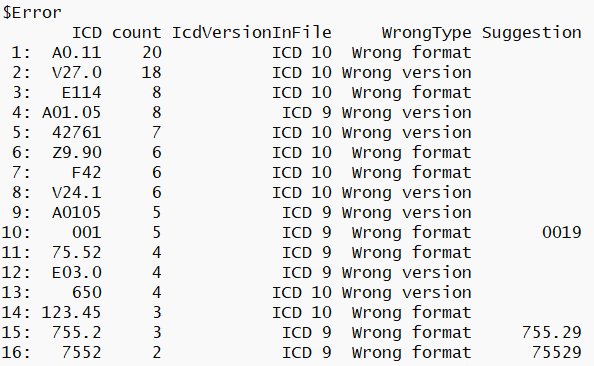 $Error
ICD count IcdVersionInFile WrongType Suggestion
1: A0.11 20 ICD 10 Wrong format
2: V27.0 18 ICD 10 Wrong version
3: E114 8 ICD 10 Wrong format
4: A01.05 8 ICD 9 Wrong version
5: 42761 7 ICD 10 Wrong version
6: Z9.90 6 ICD 10 Wrong format
7: F42 6 ICD 10 Wrong format
8: V24.1 6 ICD 10 Wrong version
9: A0105 5 ICD 9 Wrong version
10: 001 5 ICD 9 Wrong format 0019
11: 75.52 4 ICD 9 Wrong format
12: E03.0 4 ICD 9 Wrong version
13: 650 4 ICD 10 Wrong version
14: 123.45 3 ICD 10 Wrong format
15: 755.2 3 ICD 9 Wrong format 755.29
16: 7552 2 ICD 9 Wrong format 75529